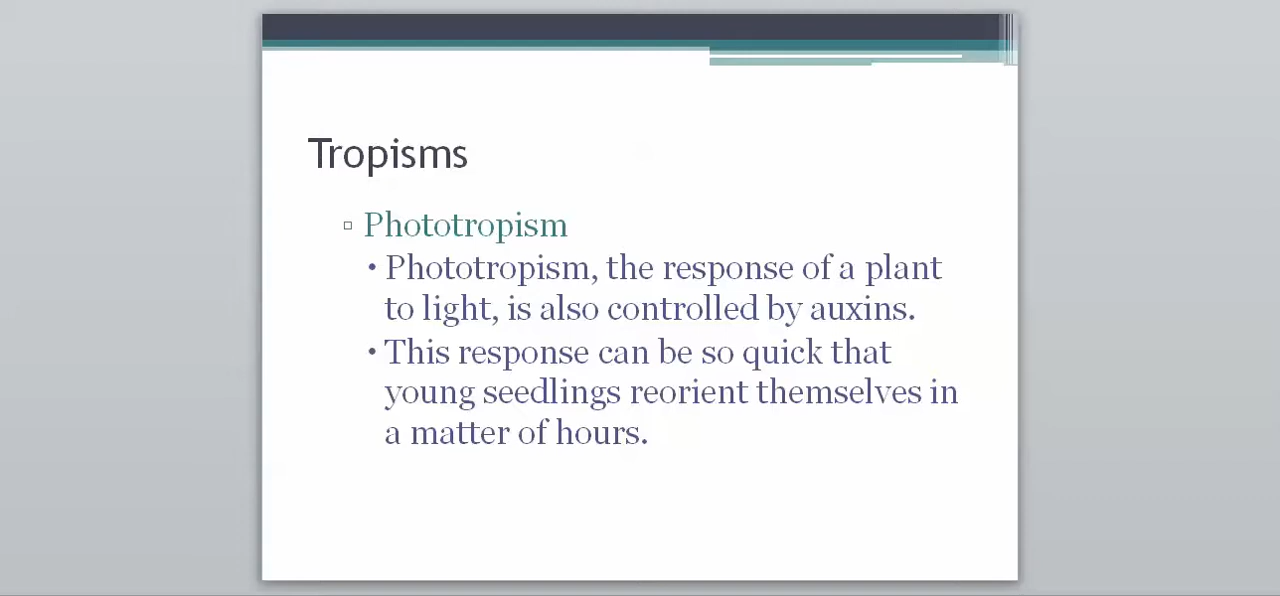 Tropisms
Phototropism
• Phototropism, the response of a plant
to light, is also controlled by auxins.
• This response can be so quick that
young seedlings reorient themselves in
a matter of hours.